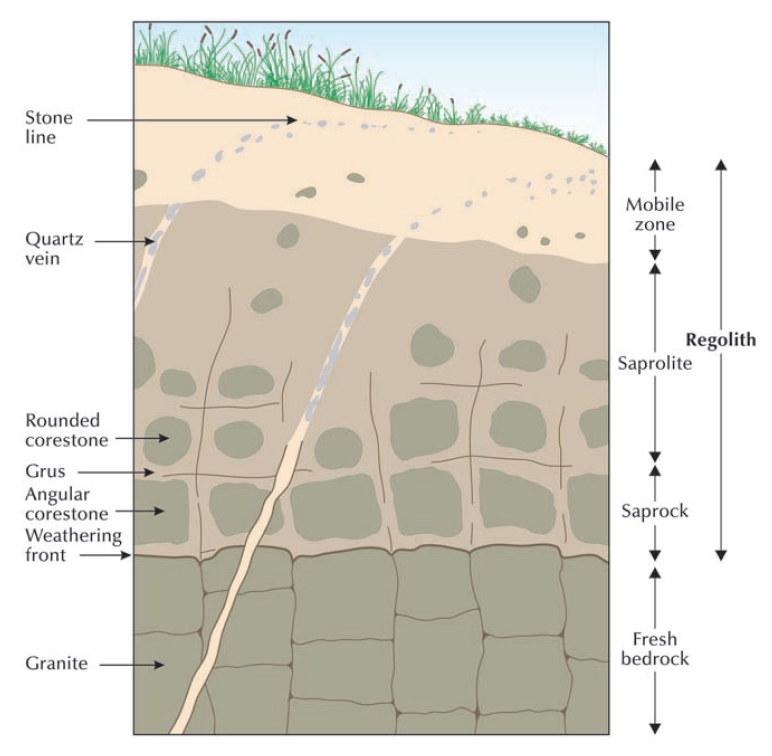 Stone
line
Quartz
vein
Rounded
corestone
Grus
Angular
corestone
Weathering
front
Granite
Mobile
zone
Saprolite
Regolith
Saprock
Fresh
bedrock